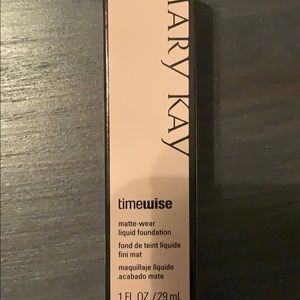 MARY KAY
timewise
matte-wear
liquid foundation
fond de teint liquide
fini mat
maquillaje líquido
.acabado mate
1 FL. OZ. / 29 mL